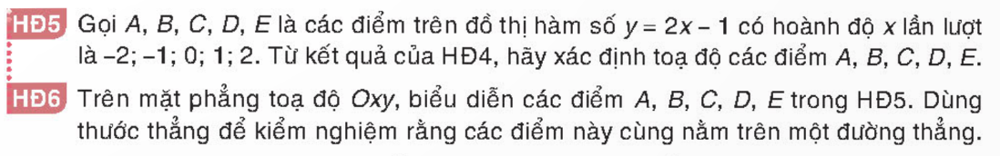 HĐ5 Gọi A, B, C, D, E là các điểm trên đồ thị hàm số y = 2x – 1 có hoành độ x lần lượt
là –2; –1; 0; 1; 2. Từ kết quả của HĐ4, hãy xác định toạ độ các điểm A, B, C, D, E.
HĐ6 Trên mặt phẳng toạ độ Oxy, biểu diễn các điểm A, B, C, D, E trong HĐ5. Dùng
thước thẳng để kiểm nghiệm rằng các điểm này cùng nằm trên một đường thẳng.